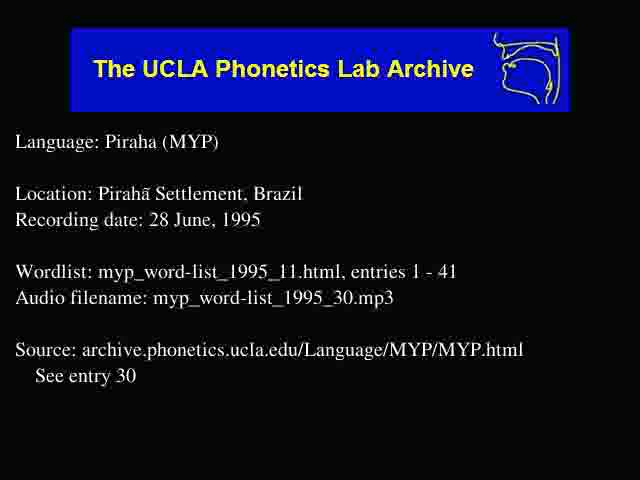 The UCLA Phonetics Lab Archive
Language: Piraha (MYP)
Location: Pirahã Settlement, Brazil
Recording date: 28 June, 1995
Wordlist: myp_word-list_1995_11.html, entries 1 - 41
Audio filename: myp_word-list_1995_30.mp3
Source: archive.phonetics.ucla.edu/Language/MYP/MYP.html
See entry 30